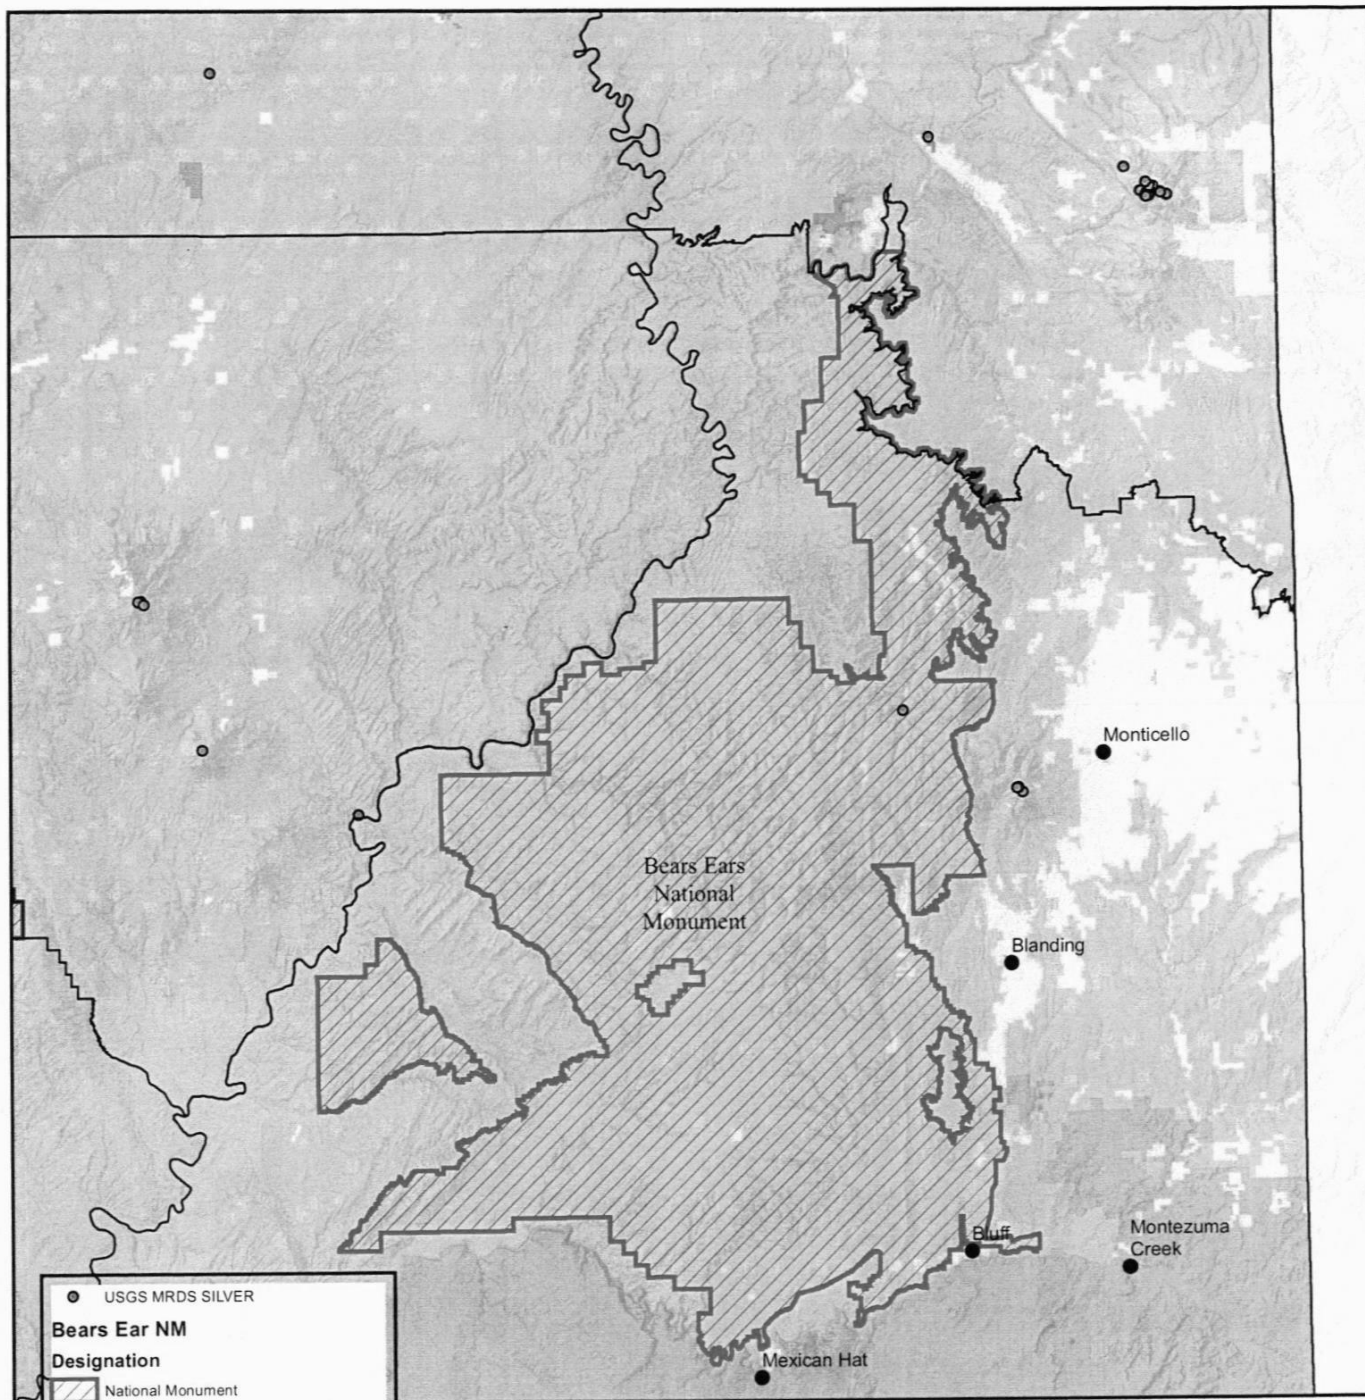 Monticello
Bears Ears
National
Monument
Blanding
Bluff
Montezuma
Creek
Mexican Hat
USGS MRDS SILVER
Bears Ear NM
Designation
National Monument